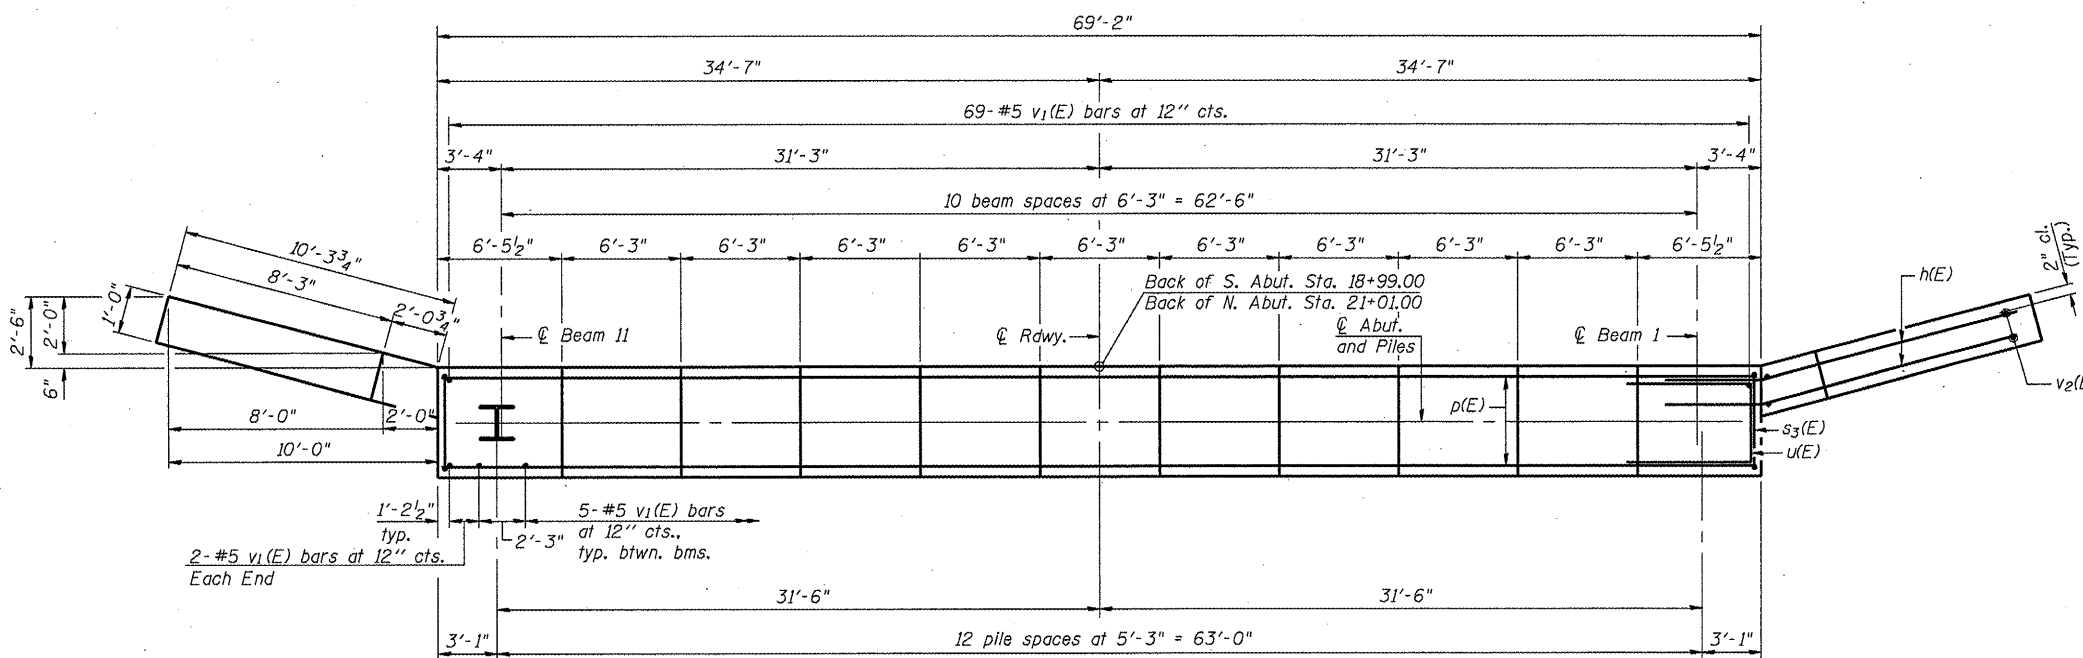 69'-2"
34'-7" 34'-7"
69-#5 v1(E) bars at 12" cts.
3'-4" 31'-3" 31'-3" 3'-4"
10 beam spaces at 6'-3" = 62'-6"
6'-5½" 6'-3" 6'-3" 6'-3" 6'-3" 6'-3" 6'-3" 6'-3" 6'-3" 6'-3" 6'-5½"
10'-3¾"
8'-3"
2'-0¾"
1'-0"
2'-6"
2'-0"
6"
Back of S. Abut. Sta. 18+99.00
Back of N. Abut. Sta. 21+01.00
℄ Beam 11
℄ Rdwy.
℄ Abut.
and Piles
℄ Beam 1
2" cl.
(Typ.)
h(E)
p(E)
s3(E)
u(E)
8'-0" 2'-0"
10'-0"
1'-2½"
typ.
2'-3"
5-#5 v1(E) bars
at 12" cts.,
typ. btwn. bms.
2-#5 v1(E) bars at 12" cts.
Each End
31'-6" 31'-6"
3'-1" 12 pile spaces at 5'-3" = 63'-0" 3'-1"